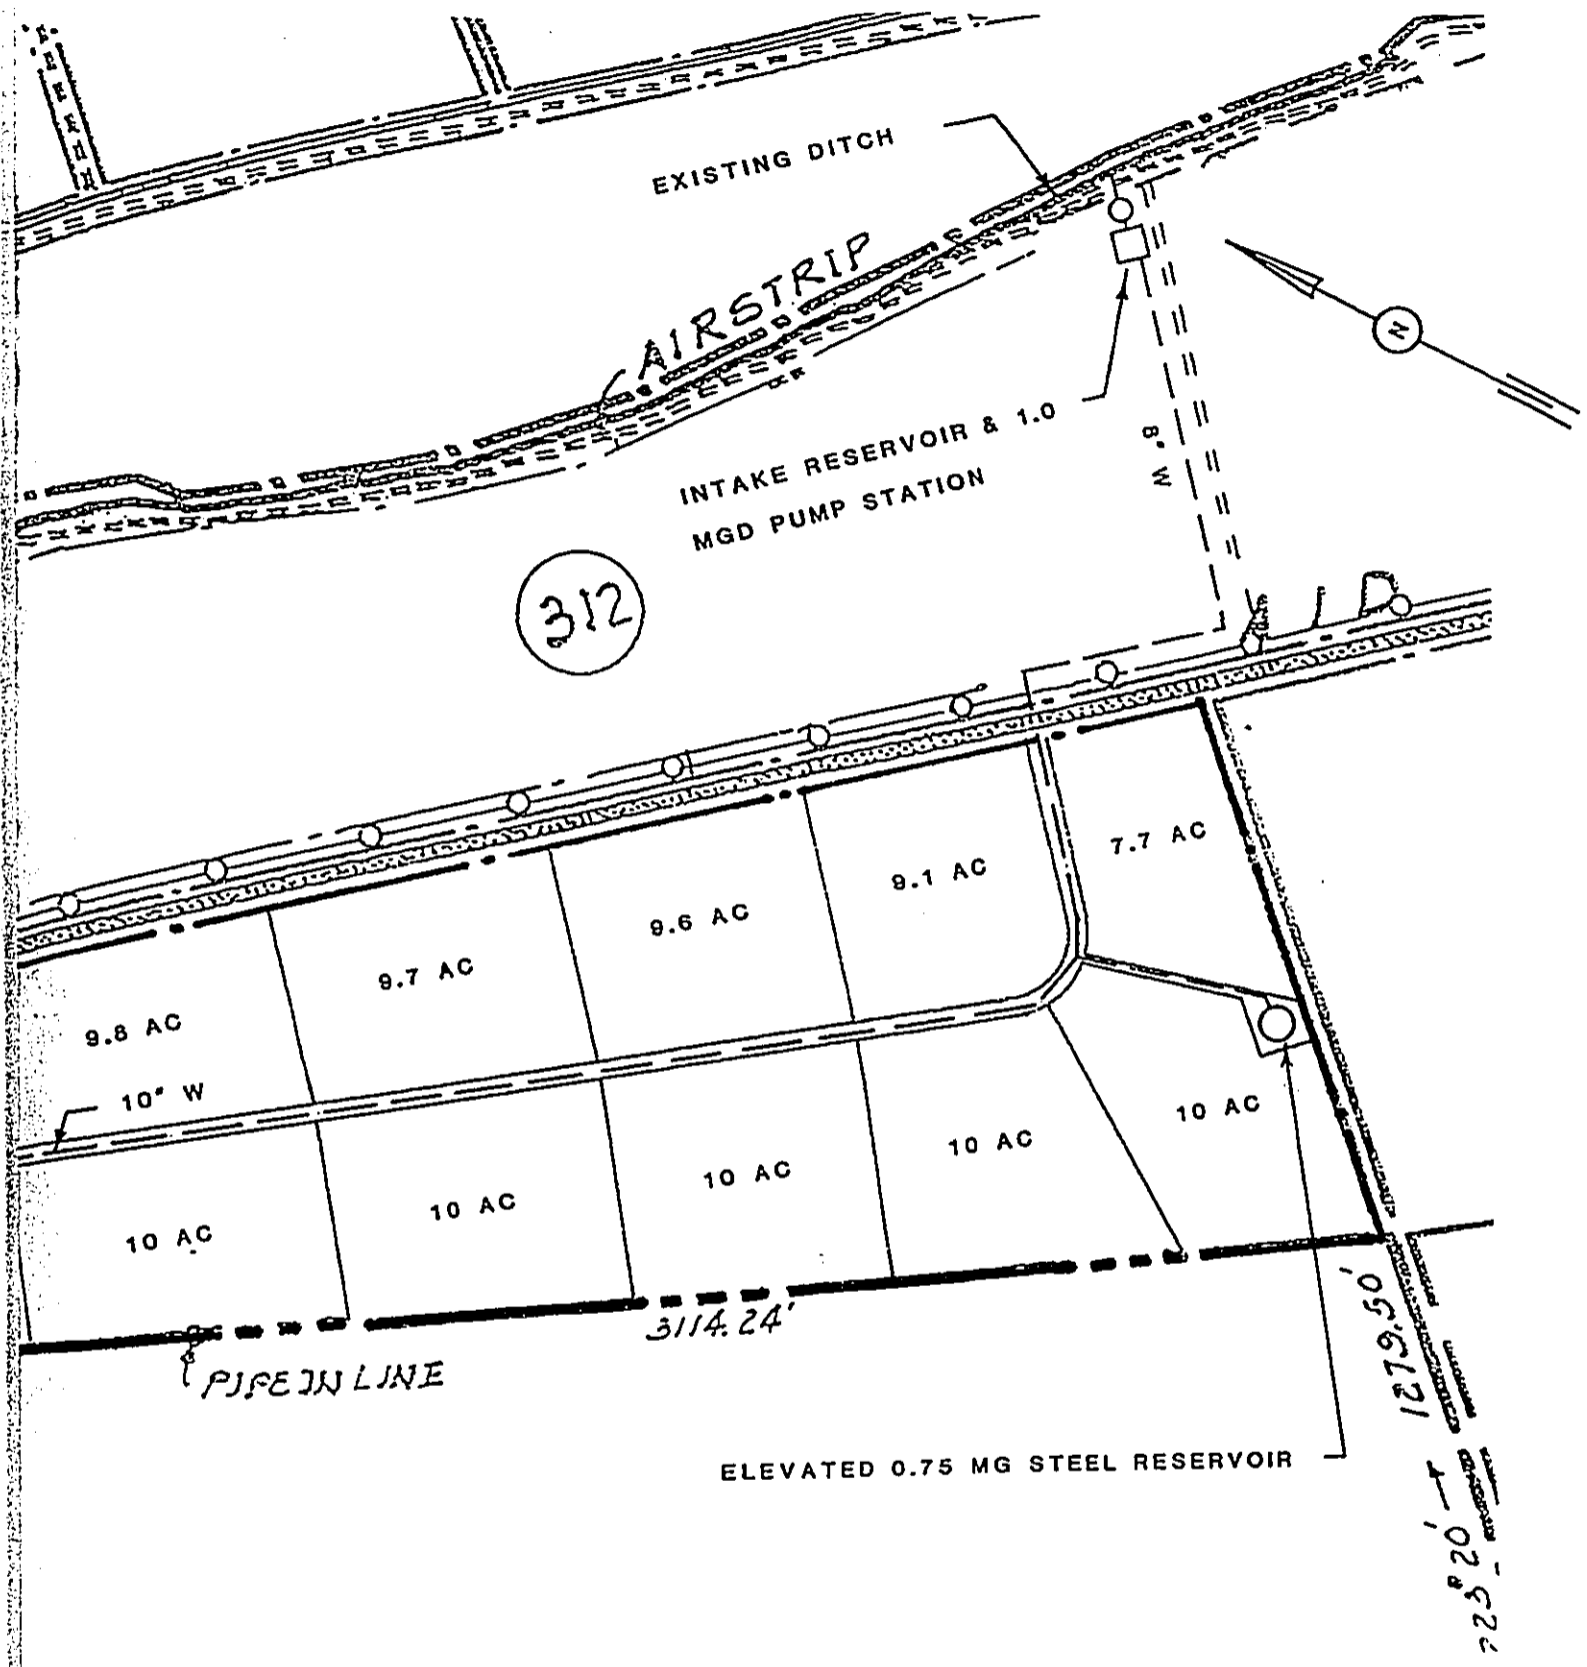 EXISTING DITCH
AIRSTRIP
N
INTAKE RESERVOIR & 1.0
MGD PUMP STATION
8" W
312
7.7 AC
9.1 AC
9.6 AC
9.7 AC
9.8 AC
10" W
10 AC
10 AC
10 AC
10 AC
10 AC
3114.24'
PIPE IN LINE
1279.50'
ELEVATED 0.75 MG STEEL RESERVOIR
20'